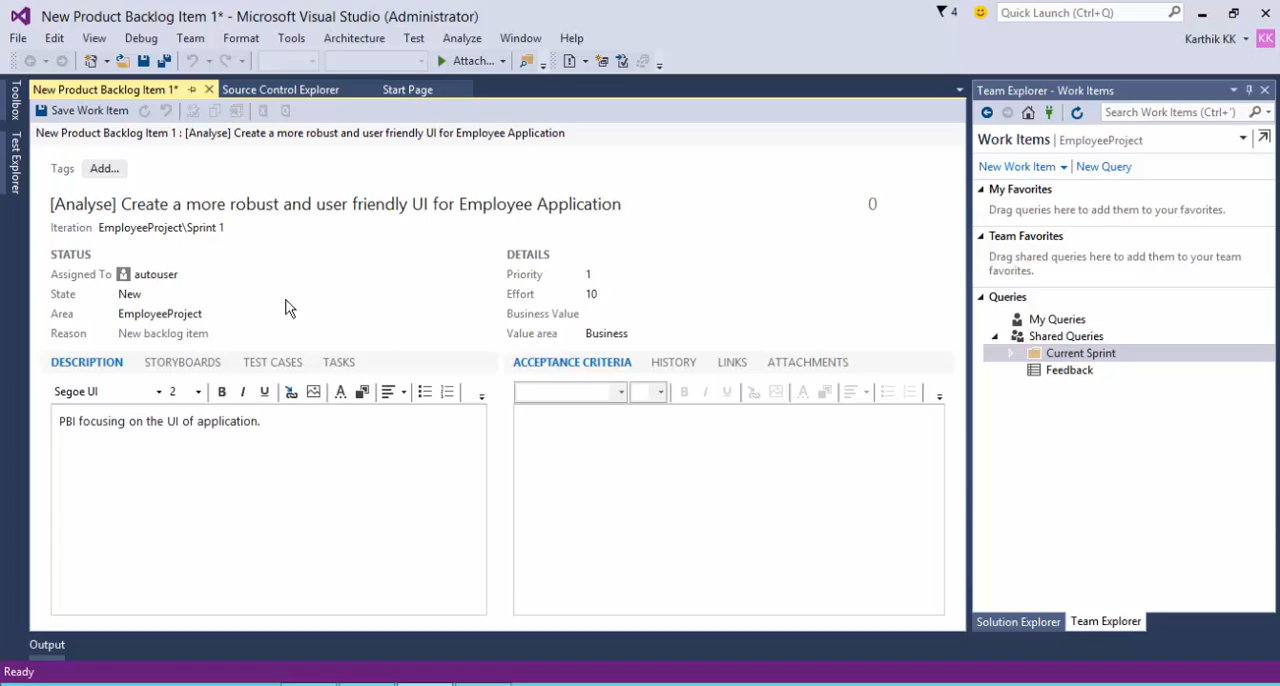 New Product Backlog Item 1* - Microsoft Visual Studio (Administrator)
4
Quick Launch (Ctrl+Q)
File Edit View Debug Team Format Tools Architecture Test Analyze Window Help
Karthik KK
KK
Attach...
Toolbox
Test Explorer
New Product Backlog Item 1*
Source Control Explorer
Start Page
Save Work Item
New Product Backlog Item 1 : [Analyse] Create a more robust and user friendly UI for Employee Application
Tags Add...
[Analyse] Create a more robust and user friendly UI for Employee Application
0
Iteration EmployeeProject\Sprint 1
STATUS
Assigned To autouser
State New
Area EmployeeProject
Reason New backlog item
DETAILS
Priority 1
Effort 10
Business Value
Value area Business
DESCRIPTION STORYBOARDS TEST CASES TASKS
Segoe UI 2 B I U A
PBI focusing on the UI of application.
ACCEPTANCE CRITERIA HISTORY LINKS ATTACHMENTS
B I U A
Team Explorer - Work Items
Search Work Items (Ctrl+')
Work Items | EmployeeProject
New Work Item | New Query
My Favorites
Drag queries here to add them to your favorites.
Team Favorites
Drag shared queries here to add them to your team
favorites.
Queries
My Queries
Shared Queries
Current Sprint
Feedback
Solution Explorer Team Explorer
Output
Ready